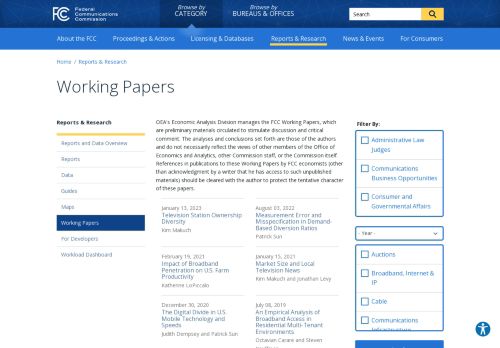 FCC Federal Communications Commission
Browse by CATEGORY
Browse by BUREAUS & OFFICES
Search
About the FCC
Proceedings & Actions
Licensing & Databases
Reports & Research
News & Events
For Consumers
Home / Reports & Research
Working Papers
Reports & Research
Reports and Data Overview
Reports
Data
Guides
Maps
Working Papers
For Developers
Workload Dashboard
OEA's Economic Analysis Division manages the FCC Working Papers, which
are preliminary materials circulated to stimulate discussion and critical
comment. The analyses and conclusions set forth are those of the authors
and do not necessarily reflect the views of other members of the Office of
Economics and Analytics, other Commission staff, or the Commission itself.
References in publications to these Working Papers by FCC economists (other
than acknowledgment by a writer that he has access to such unpublished
materials) should be cleared with the author to protect the tentative character
of these papers.
January 13, 2023
Television Station Ownership
Diversity
Kim Makuch
August 03, 2022
Measurement Error and
Misspecification in Demand-
Based Diversion Ratios
Patrick Sun
February 19, 2021
Impact of Broadband
Penetration on U.S. Farm
Productivity
Katherine LoPiccalo
January 15, 2021
Market Size and Local
Television News
Kim Makuch and Jonathan Levy
December 30, 2020
The Digital Divide in U.S.
Mobile Technology and
Speeds
Judith Dempsey and Patrick Sun
July 08, 2019
An Empirical Analysis of
Broadband Access in
Residential Multi-Tenant
Environments
Octavian Carare and Steven
Filter By:
Administrative Law
Judges
Communications
Business Opportunities
Consumer and
Governmental Affairs
- Year -
Auctions
Broadband, Internet &
IP
Cable
Communications
Infrastructure